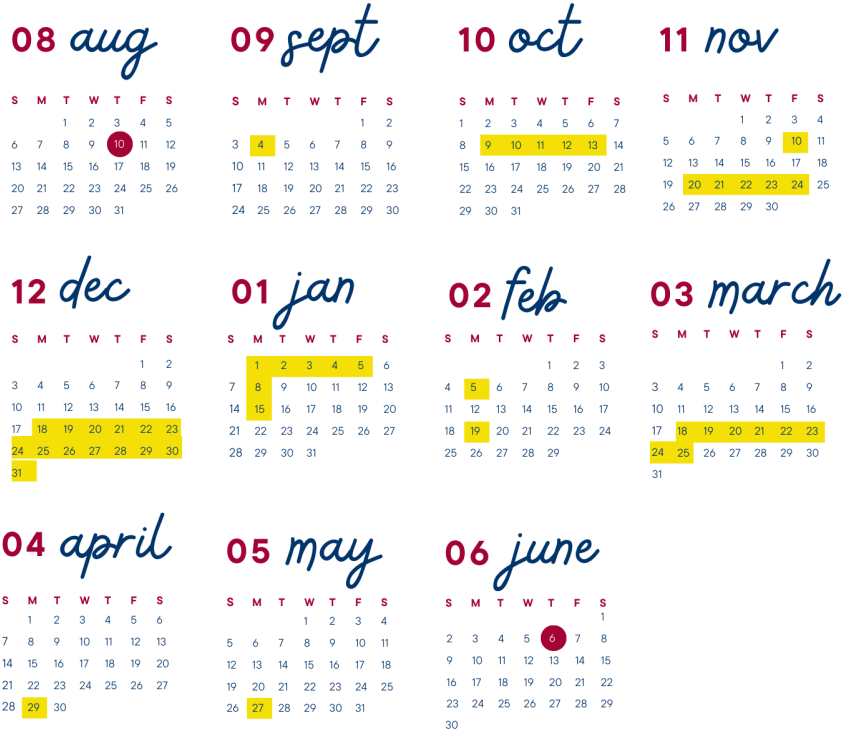 08 aug
S M T W T F S
1 2 3 4 5
6 7 8 9 10 11 12
13 14 15 16 17 18 19
20 21 22 23 24 25 26
27 28 29 30 31
09 sept
S M T W T F S
1 2
3 4 5 6 7 8 9
10 11 12 13 14 15 16
17 18 19 20 21 22 23
24 25 26 27 28 29 30
10 oct
S M T W T F S
1 2 3 4 5 6 7
8 9 10 11 12 13 14
15 16 17 18 19 20 21
22 23 24 25 26 27 28
29 30 31
11 nov
S M T W T F S
1 2 3 4
5 6 7 8 9 10 11
12 13 14 15 16 17 18
19 20 21 22 23 24 25
26 27 28 29 30
12 dec
S M T W T F S
1 2
3 4 5 6 7 8 9
10 11 12 13 14 15 16
17 18 19 20 21 22 23
24 25 26 27 28 29 30
31
01 jan
S M T W T F S
1 2 3 4 5 6
7 8 9 10 11 12 13
14 15 16 17 18 19 20
21 22 23 24 25 26 27
28 29 30 31
02 feb
S M T W T F S
1 2 3
4 5 6 7 8 9 10
11 12 13 14 15 16 17
18 19 20 21 22 23 24
25 26 27 28 29
03 march
S M T W T F S
1 2
3 4 5 6 7 8 9
10 11 12 13 14 15 16
17 18 19 20 21 22 23
24 25 26 27 28 29 30
31
04 april
S M T W T F S
1 2 3 4 5 6
7 8 9 10 11 12 13
14 15 16 17 18 19 20
21 22 23 24 25 26 27
28 29 30
05 may
S M T W T F S
1 2 3 4
5 6 7 8 9 10 11
12 13 14 15 16 17 18
19 20 21 22 23 24 25
26 27 28 29 30 31
06 june
S M T W T F S
1
2 3 4 5 6 7 8
9 10 11 12 13 14 15
16 17 18 19 20 21 22
23 24 25 26 27 28 29
30